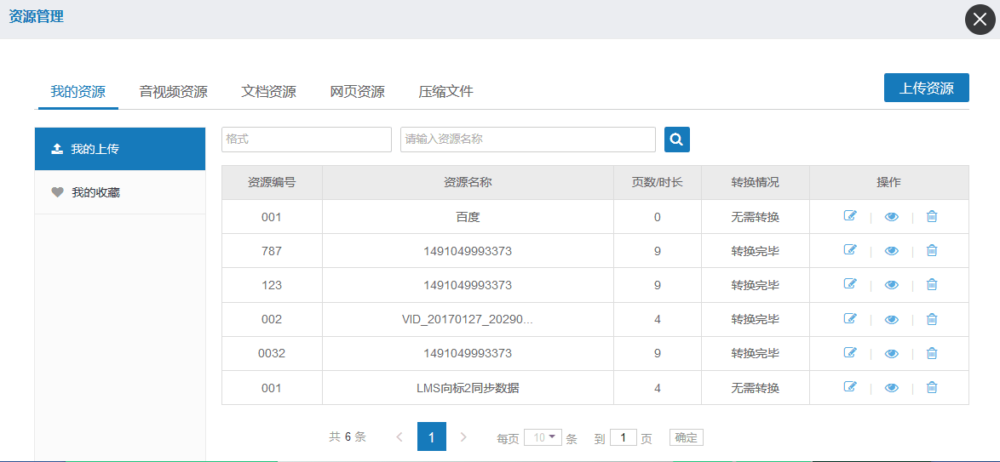 资源管理
我的资源 音视频资源 文档资源 网页资源 压缩文件 上传资源
我的上传
我的收藏
格式 请输入资源名称
资源编号 资源名称 页数/时长 转换情况 操作
001 百度 0 无需转换
787 1491049993373 9 转换完毕
123 1491049993373 9 转换完毕
002 VID_20170127_20290... 4 转换完毕
0032 1491049993373 9 转换完毕
001 LMS向标2同步数据 4 无需转换
共 6 条 1 每页 10 条 到 1 页 确定